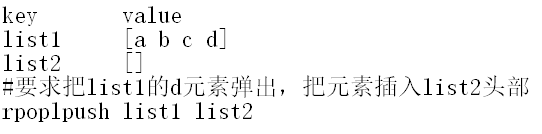 key value
list1 [a b c d]
list2 []
#要求把list1的d元素弹出，把元素插入list2头部
rpoplpush list1 list2